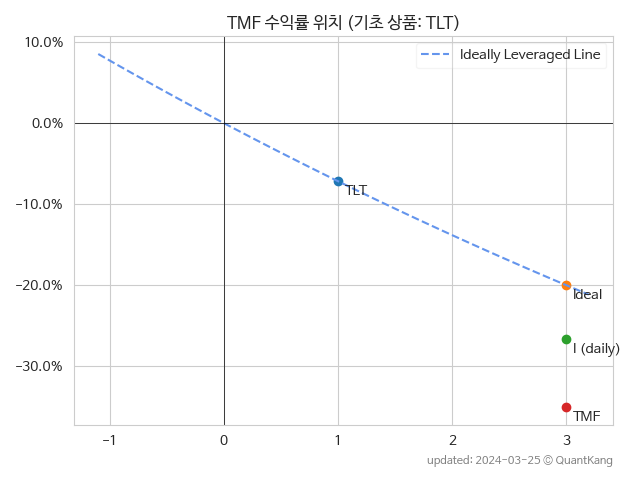 TMF 수익률 위치 (기초 상품: TLT)
10.0%
Ideally Leveraged Line
0.0%
TLT
−10.0%
−20.0%
Ideal
I (daily)
−30.0%
TMF
−1
0
1
2
3
updated: 2024-03-25 © QuantKang